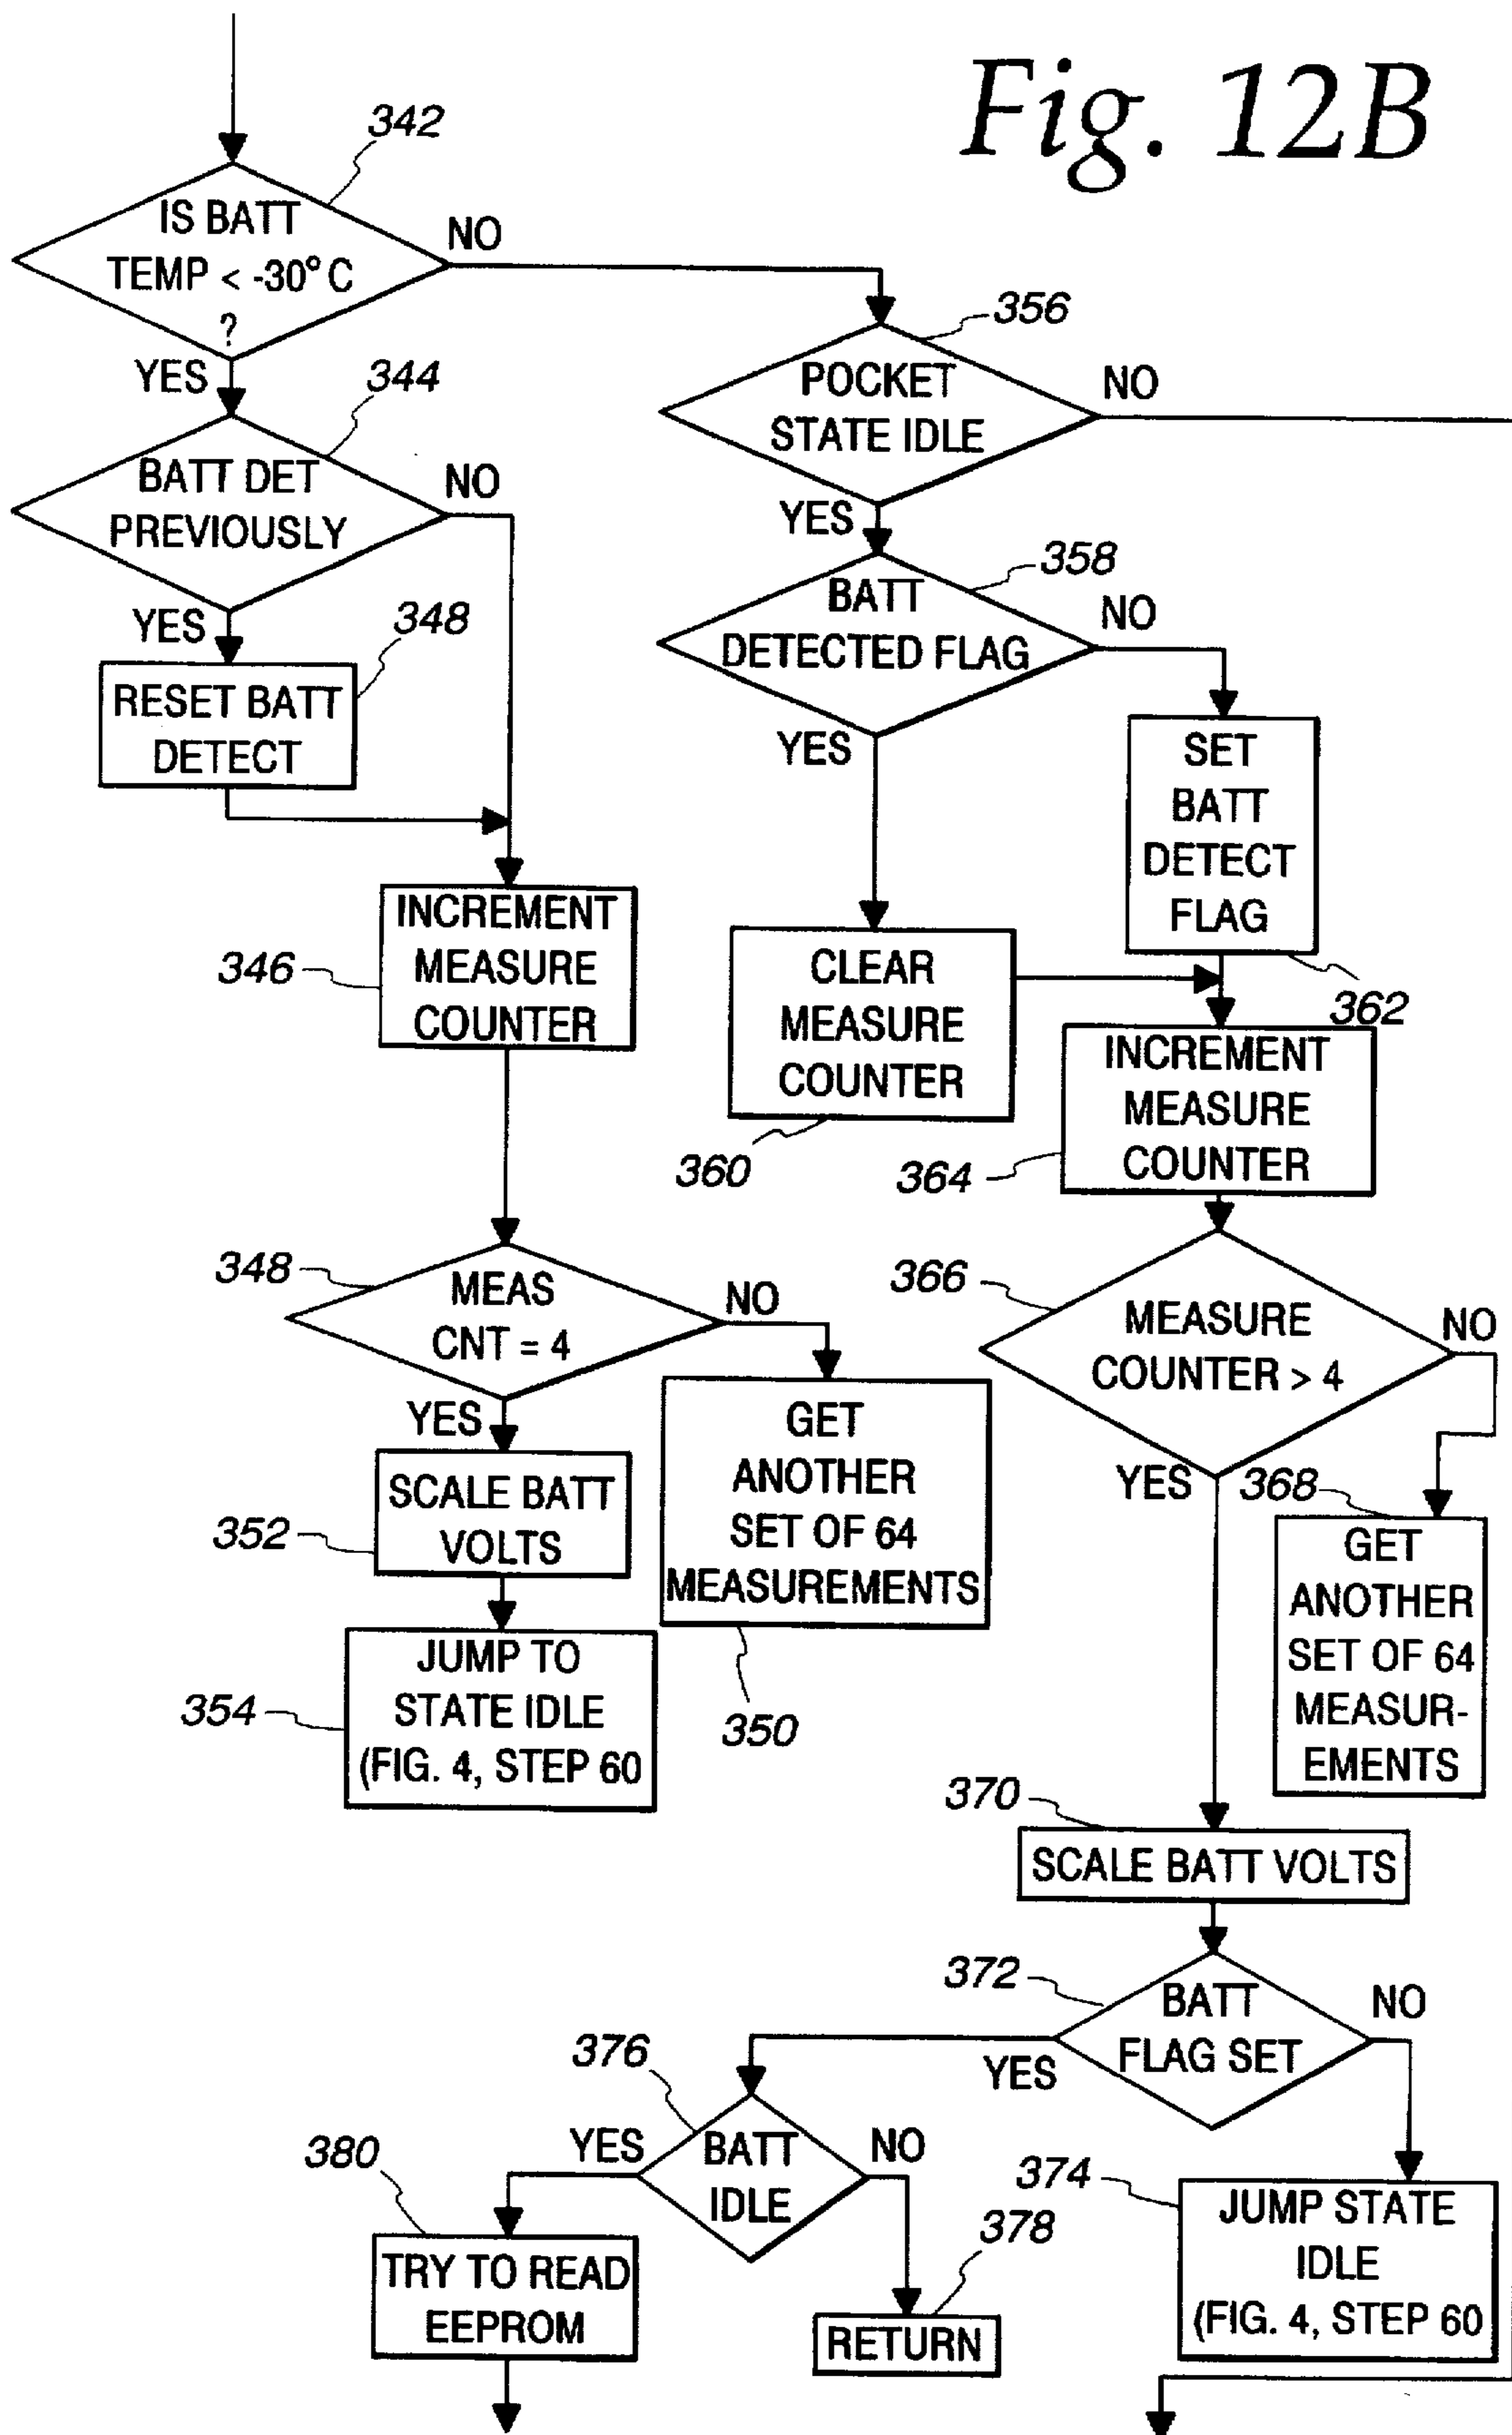 Fig. 12B
342
IS BATT
TEMP < -30° C
?
NO
YES
344
BATT DET
PREVIOUSLY
NO
YES
348
RESET BATT
DETECT
346
INCREMENT
MEASURE
COUNTER
348
MEAS
CNT = 4
NO
YES
352
SCALE BATT
VOLTS
GET
ANOTHER
SET OF 64
MEASUREMENTS
350
354
JUMP TO
STATE IDLE
(FIG. 4, STEP 60
356
POCKET
STATE IDLE
NO
YES
358
BATT
DETECTED FLAG
NO
YES
SET
BATT
DETECT
FLAG
362
CLEAR
MEASURE
COUNTER
360
INCREMENT
MEASURE
COUNTER
364
366
MEASURE
COUNTER > 4
NO
YES
368
GET
ANOTHER
SET OF 64
MEASUR-
EMENTS
370
SCALE BATT VOLTS
372
BATT
FLAG SET
NO
YES
374
JUMP STATE
IDLE
(FIG. 4, STEP 60
376
BATT
IDLE
YES
NO
378
RETURN
380
TRY TO READ
EEPROM